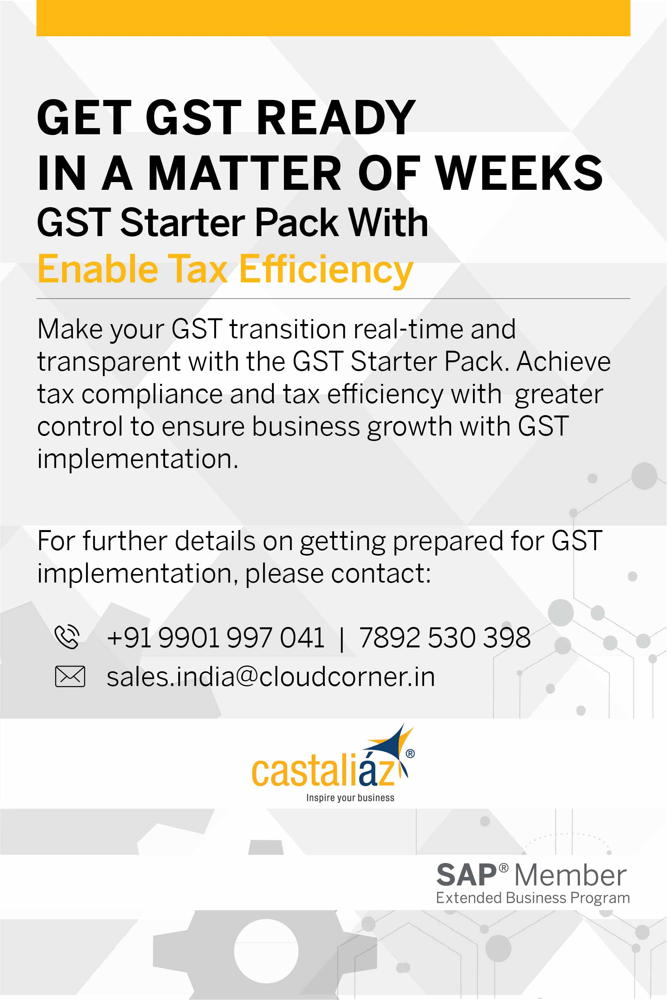 GET GST READY
IN A MATTER OF WEEKS
GST Starter Pack With
Enable Tax Efficiency
Make your GST transition real-time and
transparent with the GST Starter Pack. Achieve
tax compliance and tax efficiency with greater
control to ensure business growth with GST
implementation.
For further details on getting prepared for GST
implementation, please contact:
+91 9901 997 041 | 7892 530 398
sales.india@cloudcorner.in
castaliáz®
Inspire your business
SAP® Member
Extended Business Program